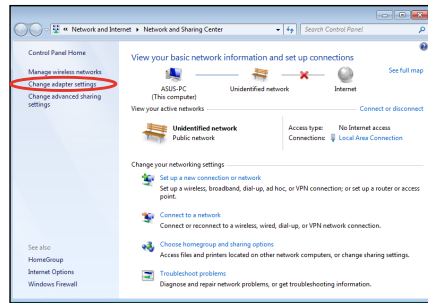 « Network and Internet ▸ Network and Sharing Center
Search Control Panel
Control Panel Home
Manage wireless networks
Change adapter settings
Change advanced sharing
settings
View your basic network information and set up connections
See full map
ASUS-PC
(This computer)
Unidentified network
Internet
View your active networks
Connect or disconnect
Unidentified network
Public network
Access type: No Internet access
Connections: Local Area Connection
Change your networking settings
Set up a new connection or network
Set up a wireless, broadband, dial-up, ad hoc, or VPN connection; or set up a router or access
point.
Connect to a network
Connect or reconnect to a wireless, wired, dial-up, or VPN network connection.
Choose homegroup and sharing options
Access files and printers located on other network computers, or change sharing settings.
Troubleshoot problems
Diagnose and repair network problems, or get troubleshooting information.
See also
HomeGroup
Internet Options
Windows Firewall